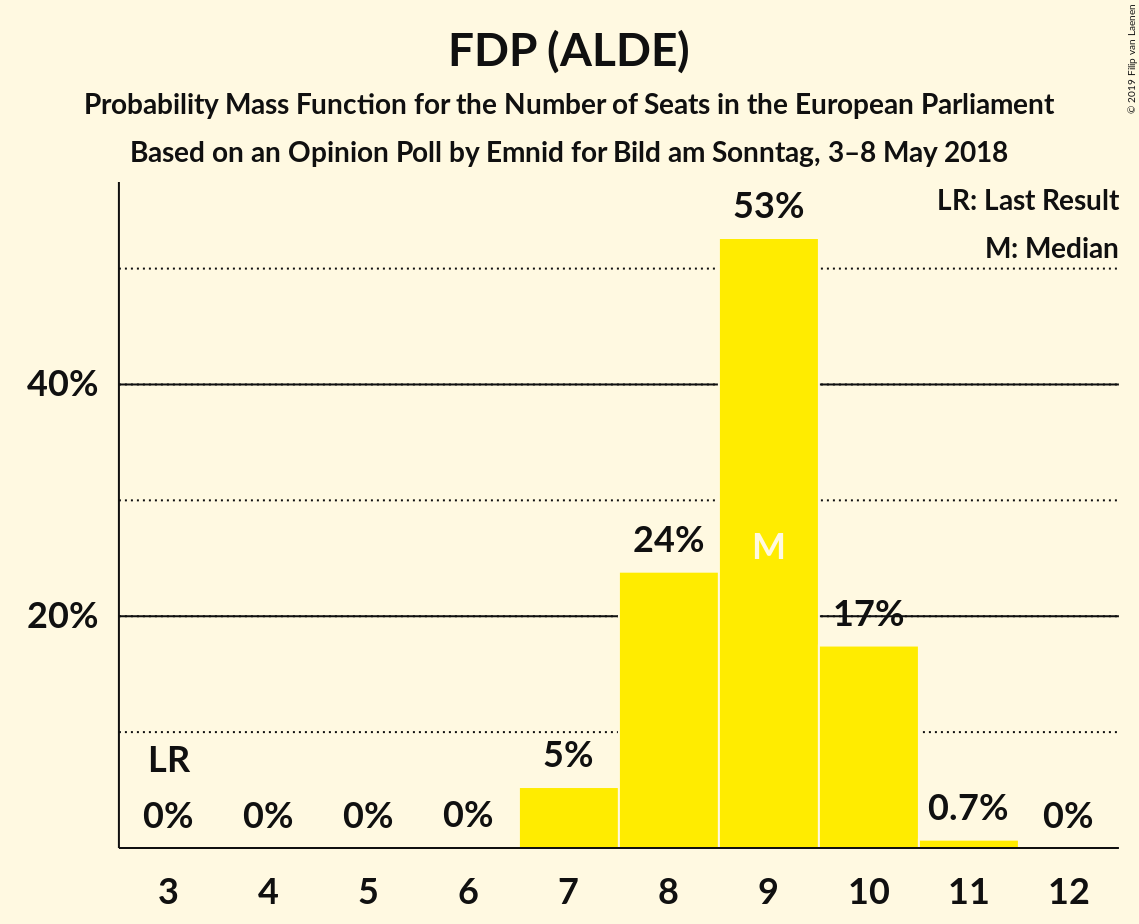 FDP (ALDE)
Probability Mass Function for the Number of Seats in the European Parliament
Based on an Opinion Poll by Emnid for Bild am Sonntag, 3–8 May 2018
© 2019 Filip van Laenen
LR: Last Result
M: Median
53%
40%
24%
M
20%
17%
LR
5%
0%
0%
0%
0%
0.7%
0%
3
4
5
6
7
8
9
10
11
12